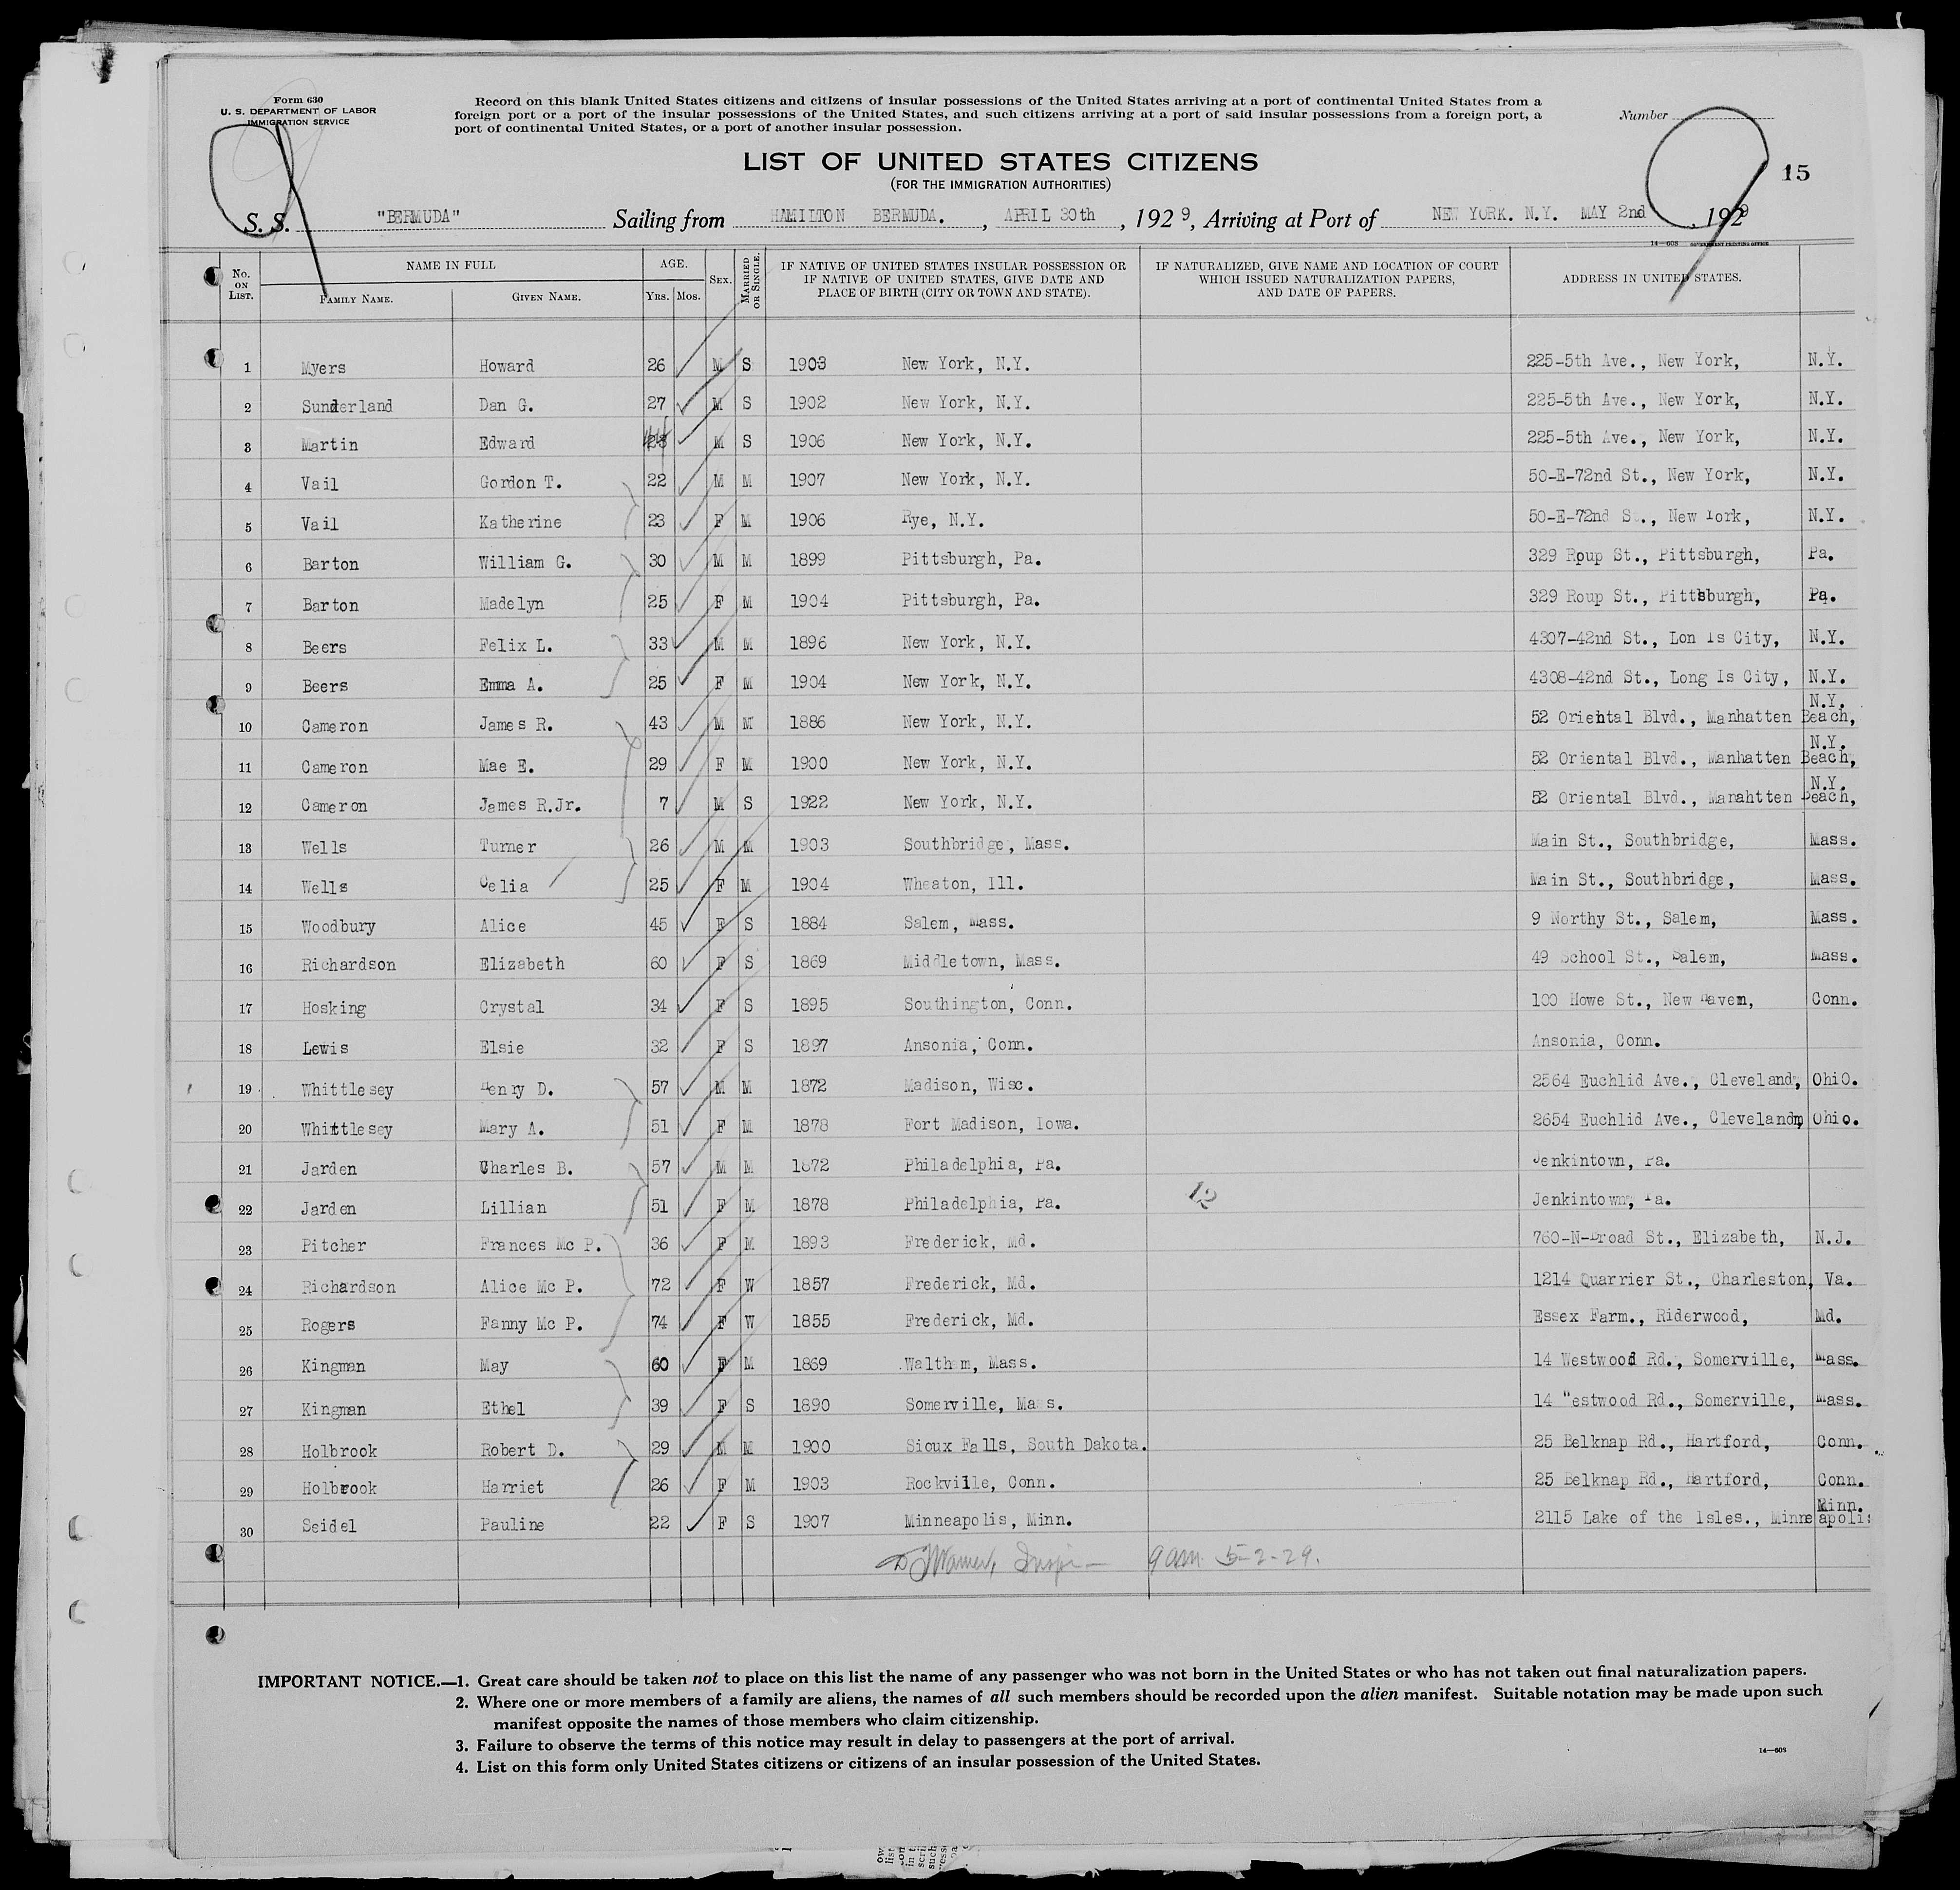 Form 630
U. S. DEPARTMENT OF LABOR
IMMIGRATION SERVICE
Record on this blank United States citizens and citizens of insular possessions of the United States arriving at a port of continental United States from a
foreign port or a port of the insular possessions of the United States, and such citizens arriving at a port of said insular possessions from a foreign port, a
port of continental United States, or a port of another insular possession.
Number
LIST OF UNITED STATES CITIZENS
(FOR THE IMMIGRATION AUTHORITIES)
15
S. S. "BERMUDA" Sailing from HAMILTON BERMUDA. , APRIL 30th , 1929, Arriving at Port of NEW YORK. N.Y. MAY 2nd , 1929
14—608 GOVERNMENT PRINTING OFFICE
No. ON LIST. NAME IN FULL FAMILY NAME. GIVEN NAME. AGE. Yrs. Mos. SEX. MARRIED OR SINGLE. IF NATIVE OF UNITED STATES INSULAR POSSESSION OR IF NATIVE OF UNITED STATES, GIVE DATE AND PLACE OF BIRTH (CITY OR TOWN AND STATE). IF NATURALIZED, GIVE NAME AND LOCATION OF COURT WHICH ISSUED NATURALIZATION PAPERS, AND DATE OF PAPERS. ADDRESS IN UNITED STATES.
1 Myers Howard 26 M S 1903 New York, N.Y. 225-5th Ave., New York, N.Y.
2 Sunderland Dan G. 27 M S 1902 New York, N.Y. 225-5th Ave., New York, N.Y.
3 Martin Edward M S 1906 New York, N.Y. 225-5th Ave., New York, N.Y.
4 Vail Gordon T. 22 M M 1907 New York, N.Y. 50-E-72nd St., New York, N.Y.
5 Vail Katherine 23 F M 1906 Rye, N.Y. 50-E-72nd St., New York, N.Y.
6 Barton William G. 30 M M 1899 Pittsburgh, Pa. 329 Roup St., Pittsburgh, Pa.
7 Barton Madelyn 25 F M 1904 Pittsburgh, Pa. 329 Roup St., Pittsburgh, Pa.
8 Beers Felix L. 33 M M 1896 New York, N.Y. 4307-42nd St., Lon Is City, N.Y.
9 Beers Emma A. 25 F M 1904 New York, N.Y. 4308-42nd St., Long Is City, N.Y.
10 Cameron James R. 43 M M 1886 New York, N.Y. 52 Oriental Blvd., Manhatten Beach, N.Y.
11 Cameron Mae E. 29 F M 1900 New York, N.Y. 52 Oriental Blvd., Manhatten Beach, N.Y.
12 Cameron James R.Jr. 7 M S 1922 New York, N.Y. 52 Oriental Blvd., Manahtten Beach, N.Y.
13 Wells Turner 26 M M 1903 Southbridge, Mass. Main St., Southbridge, Mass.
14 Wells Celia 25 F M 1904 Wheaton, Ill. Main St., Southbridge, Mass.
15 Woodbury Alice 45 F S 1884 Salem, Mass. 9 Northy St., Salem, Mass.
16 Richardson Elizabeth 60 F S 1869 Middletown, Mass. 49 School St., Salem, Mass.
17 Hosking Crystal 34 F S 1895 Southington, Conn. 100 Howe St., New Haven, Conn.
18 Lewis Elsie 32 F S 1897 Ansonia, Conn. Ansonia, Conn.
19 Whittlesey Henry D. 57 M M 1872 Madison, Wisc. 2564 Euchlid Ave., Cleveland, OhiO.
20 Whittlesey Mary A. 51 F M 1878 Fort Madison, Iowa. 2654 Euchlid Ave., Cleveland, Ohio.
21 Jarden Charles B. 57 M M 1872 Philadelphia, Pa. Jenkintown, Pa.
22 Jarden Lillian 51 F M 1878 Philadelphia, Pa. 12 Jenkintown, Pa.
23 Pitcher Frances Mc P. 36 F M 1893 Frederick, Md. 760-N-Broad St., Elizabeth, N.J.
24 Richardson Alice Mc P. 72 F W 1857 Frederick, Md. 1214 Quarrier St., Charleston, Va.
25 Rogers Fanny Mc P. 74 F W 1855 Frederick, Md. Essex Farm., Riderwood, Md.
26 Kingman May 60 F M 1869 Waltham, Mass. 14 Westwood Rd., Somerville, Mass.
27 Kingman Ethel 39 F S 1890 Somerville, Mass. 14 "estwood Rd., Somerville, Mass.
28 Holbrook Robert D. 29 M M 1900 Sioux Falls, South Dakota. 25 Belknap Rd., Hartford, Conn.
29 Holbrook Harriet 26 F M 1903 Rockville, Conn. 25 Belknap Rd., Hartford, Conn.
30 Seidel Pauline 22 F S 1907 Minneapolis, Minn. 2115 Lake of the Isles., Minneapolis Minn.
9 am. 5-2-29.
IMPORTANT NOTICE.—1. Great care should be taken not to place on this list the name of any passenger who was not born in the United States or who has not taken out final naturalization papers.
2. Where one or more members of a family are aliens, the names of all such members should be recorded upon the alien manifest. Suitable notation may be made upon such
manifest opposite the names of those members who claim citizenship.
3. Failure to observe the terms of this notice may result in delay to passengers at the port of arrival.
4. List on this form only United States citizens or citizens of an insular possession of the United States.
14—608